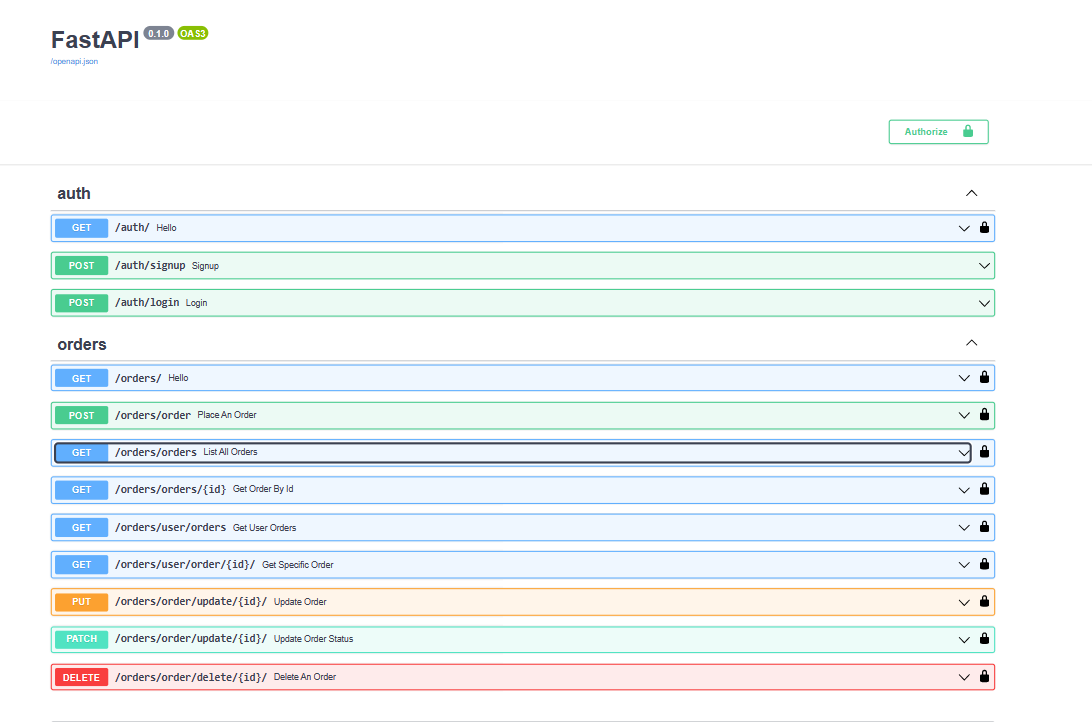 FastAPI 0.1.0 OAS3
/openapi.json
Authorize
auth
GET /auth/ Hello
POST /auth/signup Signup
POST /auth/login Login
orders
GET /orders/ Hello
POST /orders/order Place An Order
GET /orders/orders List All Orders
GET /orders/orders/{id} Get Order By Id
GET /orders/user/orders Get User Orders
GET /orders/user/order/{id}/ Get Specific Order
PUT /orders/order/update/{id}/ Update Order
PATCH /orders/order/update/{id}/ Update Order Status
DELETE /orders/order/delete/{id}/ Delete An Order